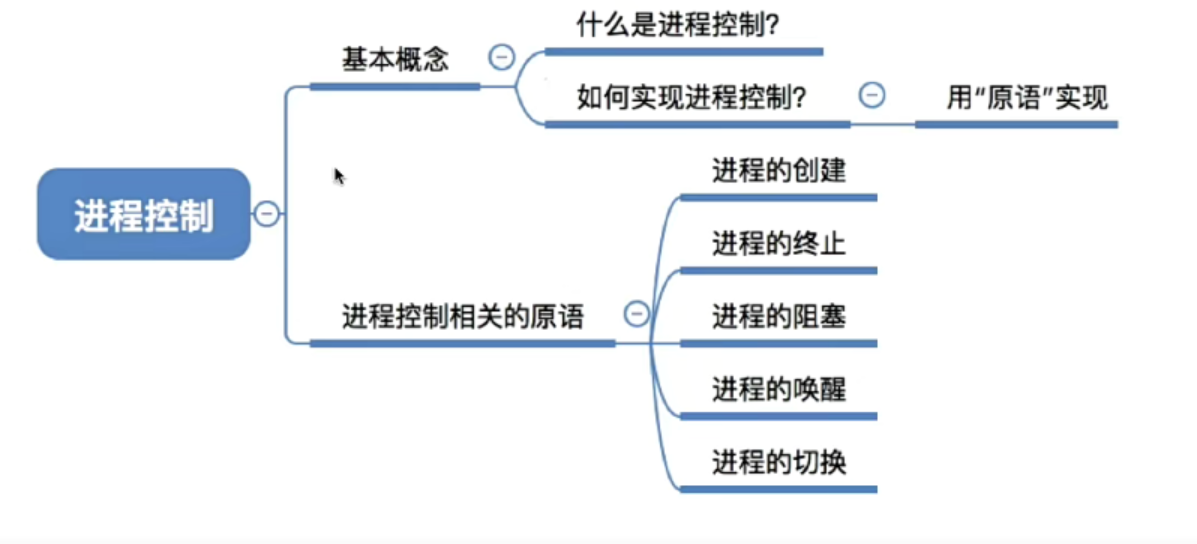 什么是进程控制？
基本概念
如何实现进程控制？
用“原语”实现
进程的创建
进程控制
进程的终止
进程控制相关的原语
进程的阻塞
进程的唤醒
进程的切换